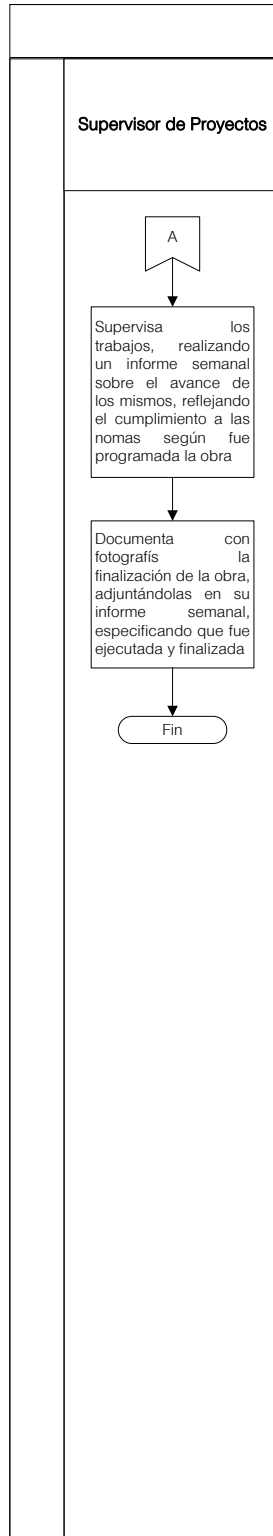 Supervisor de Proyectos
A
Supervisa los
trabajos, realizando
un informe semanal
sobre el avance de
los mismos, reflejando
el cumplimiento a las
nomas según fue
programada la obra
Documenta con
fotografís la
finalización de la obra,
adjuntándolas en su
informe semanal,
especificando que fue
ejecutada y finalizada
Fin